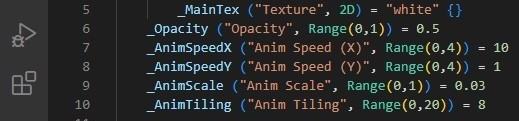 5 _MainTex ("Texture", 2D) = "white" {}
6 _Opacity ("Opacity", Range(0,1)) = 0.5
7 _AnimSpeedX ("Anim Speed (X)", Range(0,4)) = 10
8 _AnimSpeedY ("Anim Speed (Y)", Range(0,4)) = 1
9 _AnimScale ("Anim Scale", Range(0,1)) = 0.03
10 _AnimTiling ("Anim Tiling", Range(0,20)) = 8